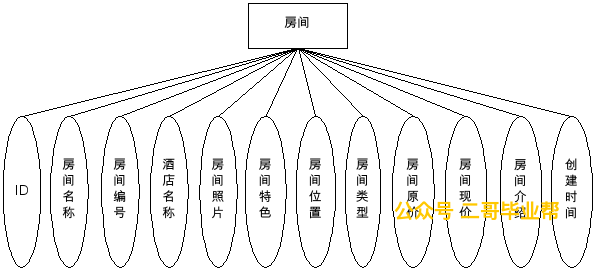 房间
ID
房间名称
房间编号
酒店名称
房间照片
房间特色
房间位置
房间类型
房间原价
房间现价
房间介绍
创建时间
公众号 二哥毕业帮